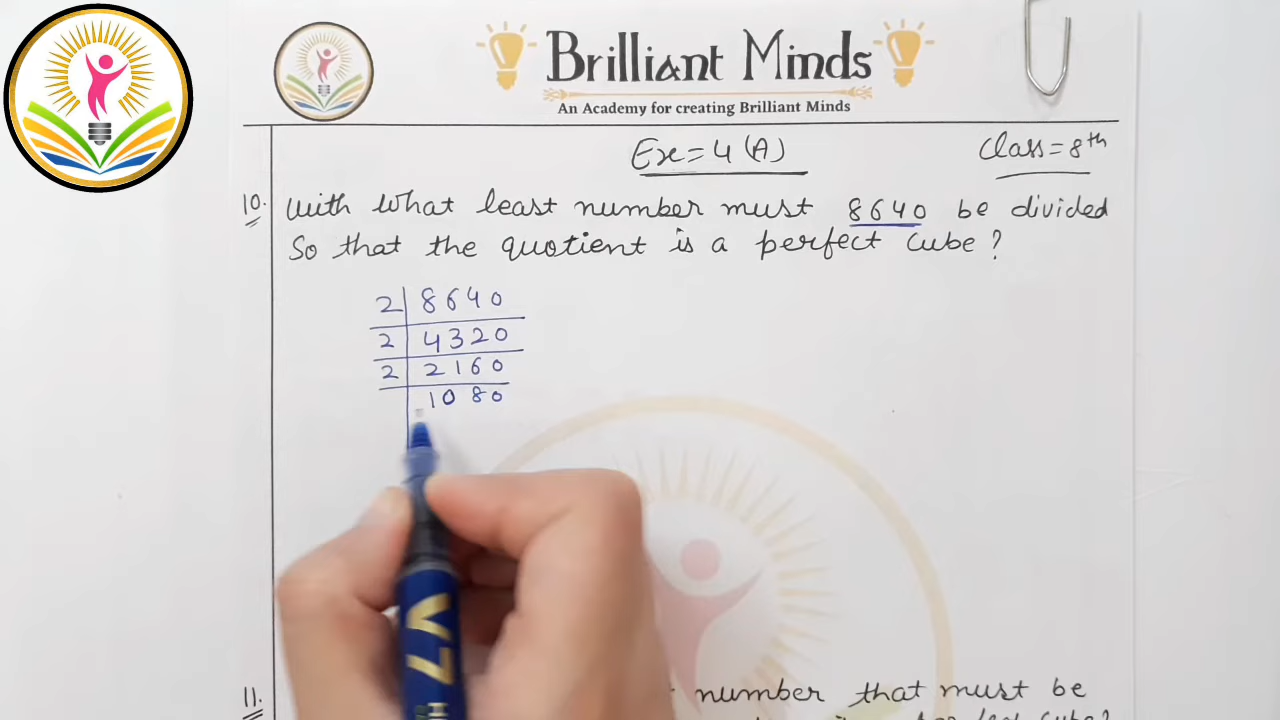 Brilliant Minds
An Academy for creating Brilliant Minds
Ex = 4 (A) Class = 8th
10. With what least number must 8640 be divided
So that the quotient is a perfect cube?
2 8640
2 4320
2 2160
1080
V7
11. number that must be